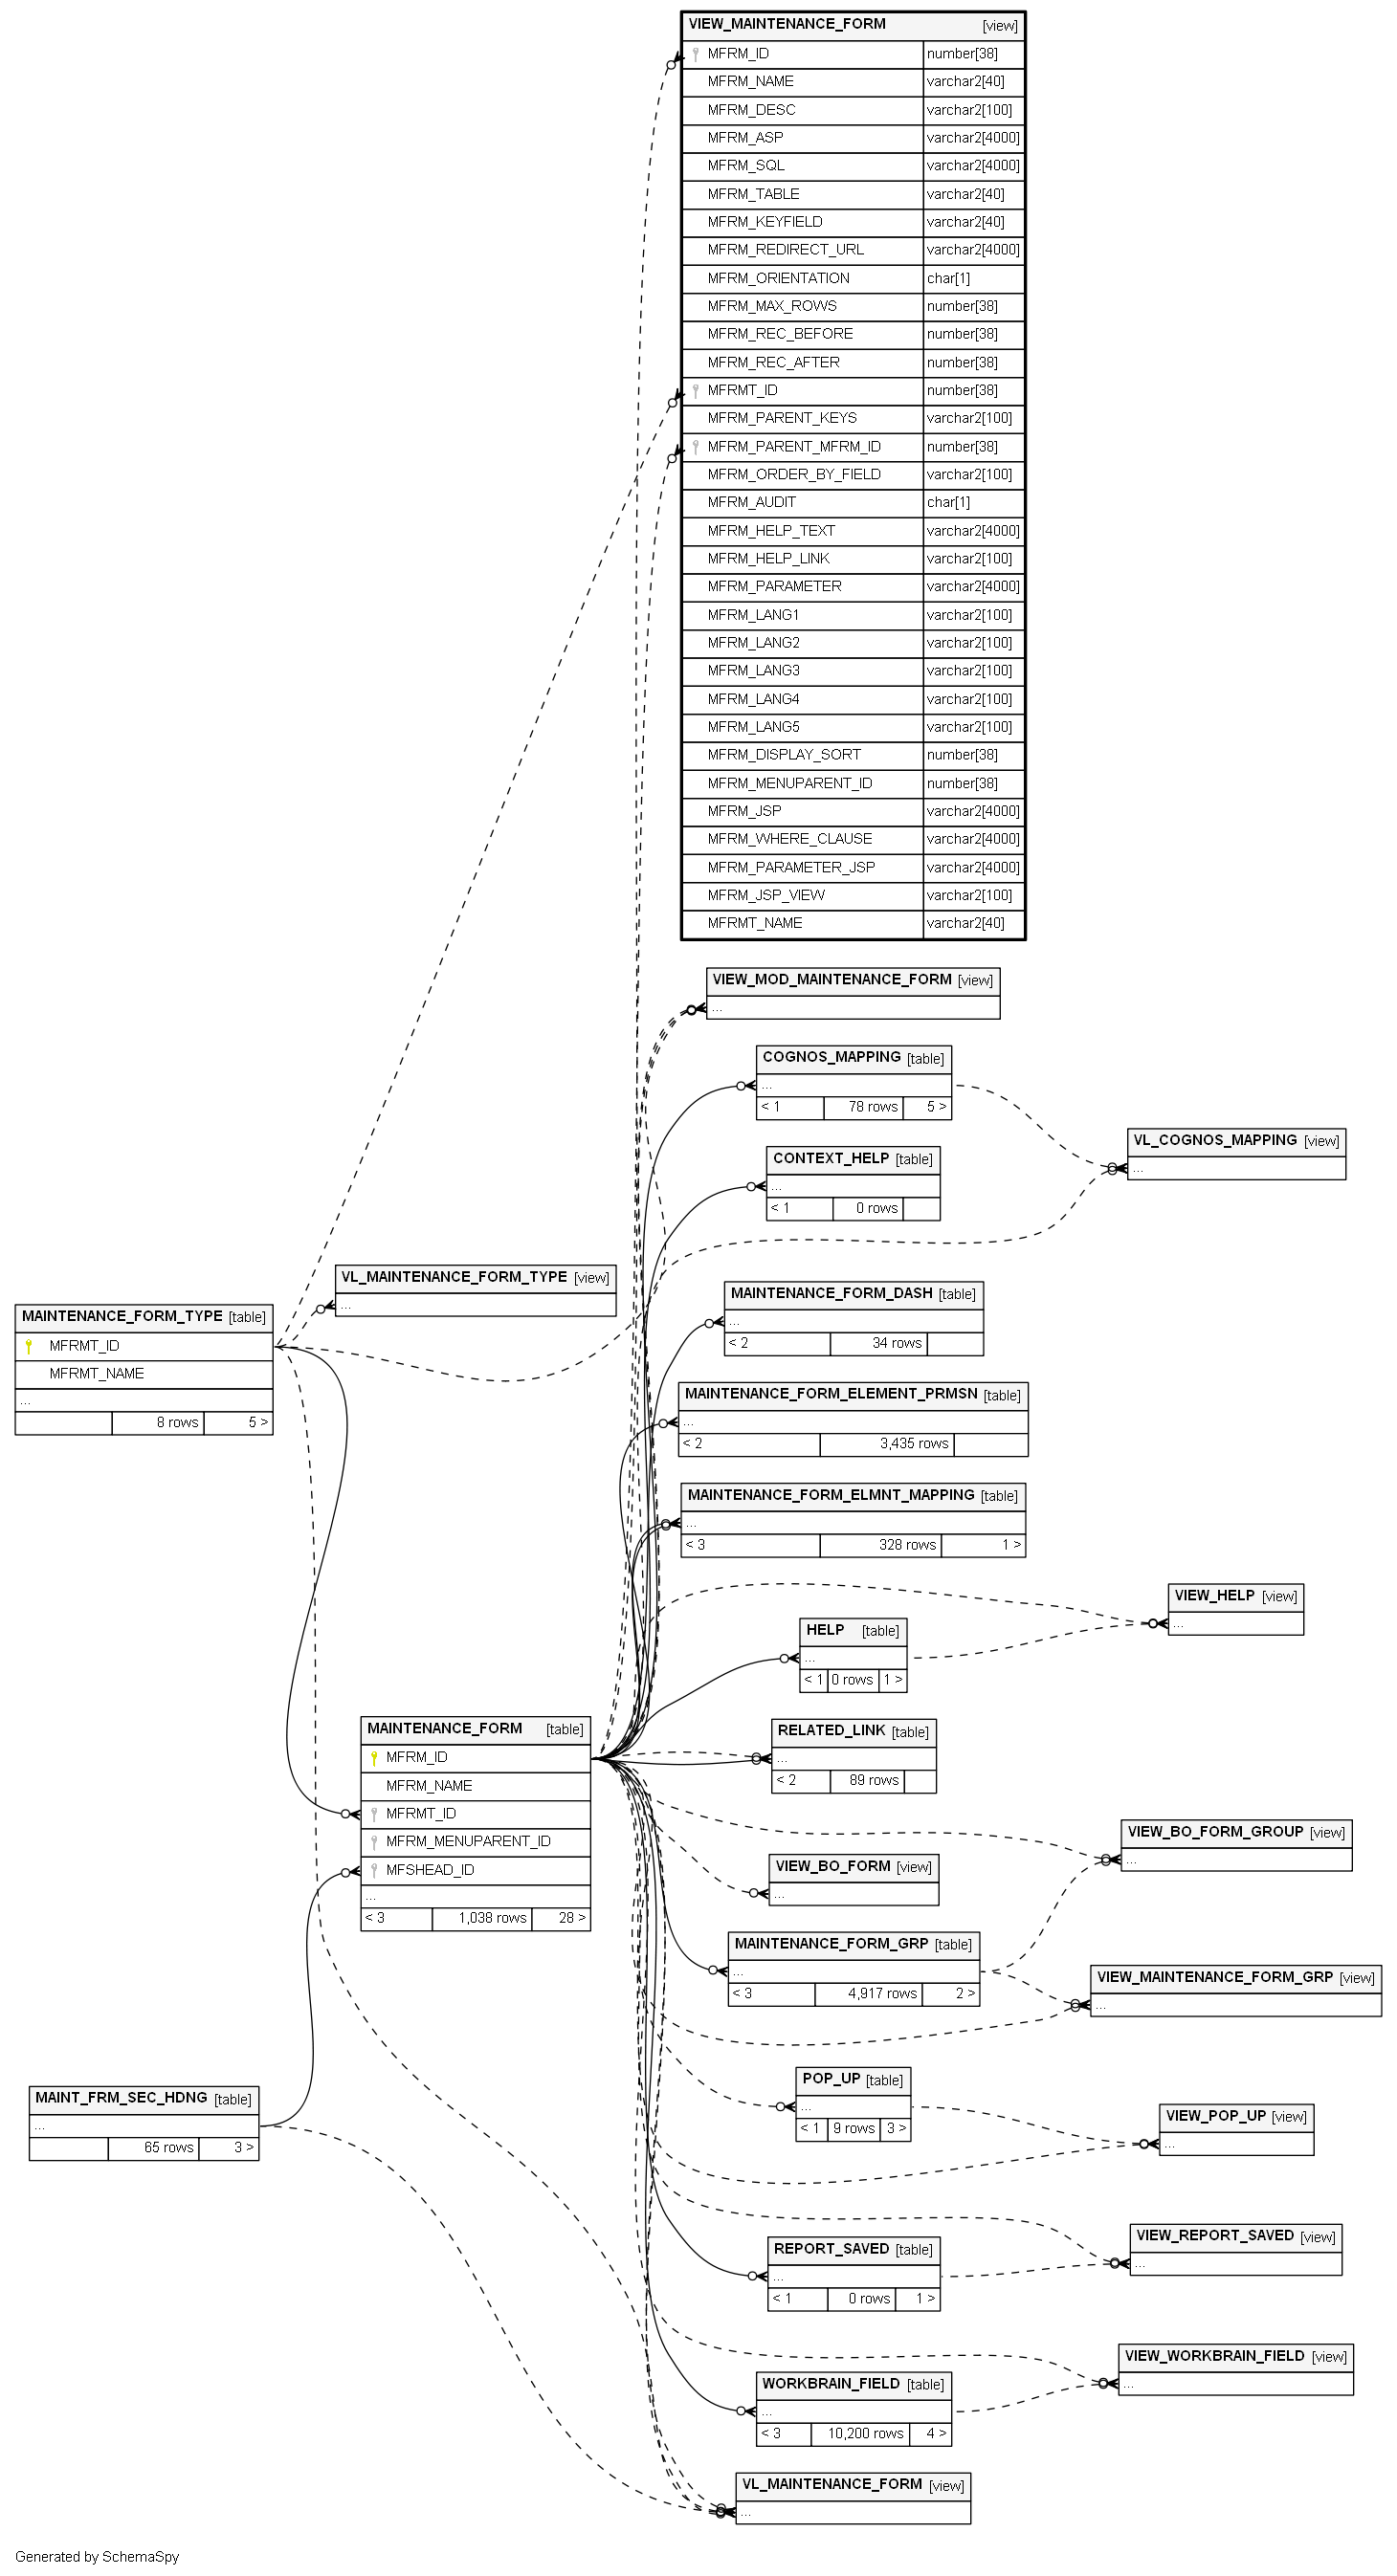 VIEW_MAINTENANCE_FORM [view]
MFRM_ID number[38]
MFRM_NAME varchar2[40]
MFRM_DESC varchar2[100]
MFRM_ASP varchar2[4000]
MFRM_SQL varchar2[4000]
MFRM_TABLE varchar2[40]
MFRM_KEYFIELD varchar2[40]
MFRM_REDIRECT_URL varchar2[4000]
MFRM_ORIENTATION char[1]
MFRM_MAX_ROWS number[38]
MFRM_REC_BEFORE number[38]
MFRM_REC_AFTER number[38]
MFRMT_ID number[38]
MFRM_PARENT_KEYS varchar2[100]
MFRM_PARENT_MFRM_ID number[38]
MFRM_ORDER_BY_FIELD varchar2[100]
MFRM_AUDIT char[1]
MFRM_HELP_TEXT varchar2[4000]
MFRM_HELP_LINK varchar2[100]
MFRM_PARAMETER varchar2[4000]
MFRM_LANG1 varchar2[100]
MFRM_LANG2 varchar2[100]
MFRM_LANG3 varchar2[100]
MFRM_LANG4 varchar2[100]
MFRM_LANG5 varchar2[100]
MFRM_DISPLAY_SORT number[38]
MFRM_MENUPARENT_ID number[38]
MFRM_JSP varchar2[4000]
MFRM_WHERE_CLAUSE varchar2[4000]
MFRM_PARAMETER_JSP varchar2[4000]
MFRM_JSP_VIEW varchar2[100]
MFRMT_NAME varchar2[40]
VIEW_MOD_MAINTENANCE_FORM [view]
...
COGNOS_MAPPING [table]
...
< 1 78 rows 5 >
VL_COGNOS_MAPPING [view]
...
CONTEXT_HELP [table]
...
< 1 0 rows
VL_MAINTENANCE_FORM_TYPE [view]
...
MAINTENANCE_FORM_TYPE [table]
MFRMT_ID
MFRMT_NAME
...
8 rows 5 >
MAINTENANCE_FORM_DASH [table]
...
< 2 34 rows
MAINTENANCE_FORM_ELEMENT_PRMSN [table]
...
< 2 3,435 rows
MAINTENANCE_FORM_ELMNT_MAPPING [table]
...
< 3 328 rows 1 >
VIEW_HELP [view]
...
HELP [table]
...
< 1 0 rows 1 >
MAINTENANCE_FORM [table]
MFRM_ID
MFRM_NAME
MFRMT_ID
MFRM_MENUPARENT_ID
MFSHEAD_ID
...
< 3 1,038 rows 28 >
RELATED_LINK [table]
...
< 2 89 rows
VIEW_BO_FORM_GROUP [view]
...
VIEW_BO_FORM [view]
...
MAINTENANCE_FORM_GRP [table]
...
< 3 4,917 rows 2 >
VIEW_MAINTENANCE_FORM_GRP [view]
...
MAINT_FRM_SEC_HDNG [table]
...
65 rows 3 >
POP_UP [table]
...
< 1 9 rows 3 >
VIEW_POP_UP [view]
...
VIEW_REPORT_SAVED [view]
...
REPORT_SAVED [table]
...
< 1 0 rows 1 >
VIEW_WORKBRAIN_FIELD [view]
...
WORKBRAIN_FIELD [table]
...
< 3 10,200 rows 4 >
VL_MAINTENANCE_FORM [view]
...
Generated by SchemaSpy